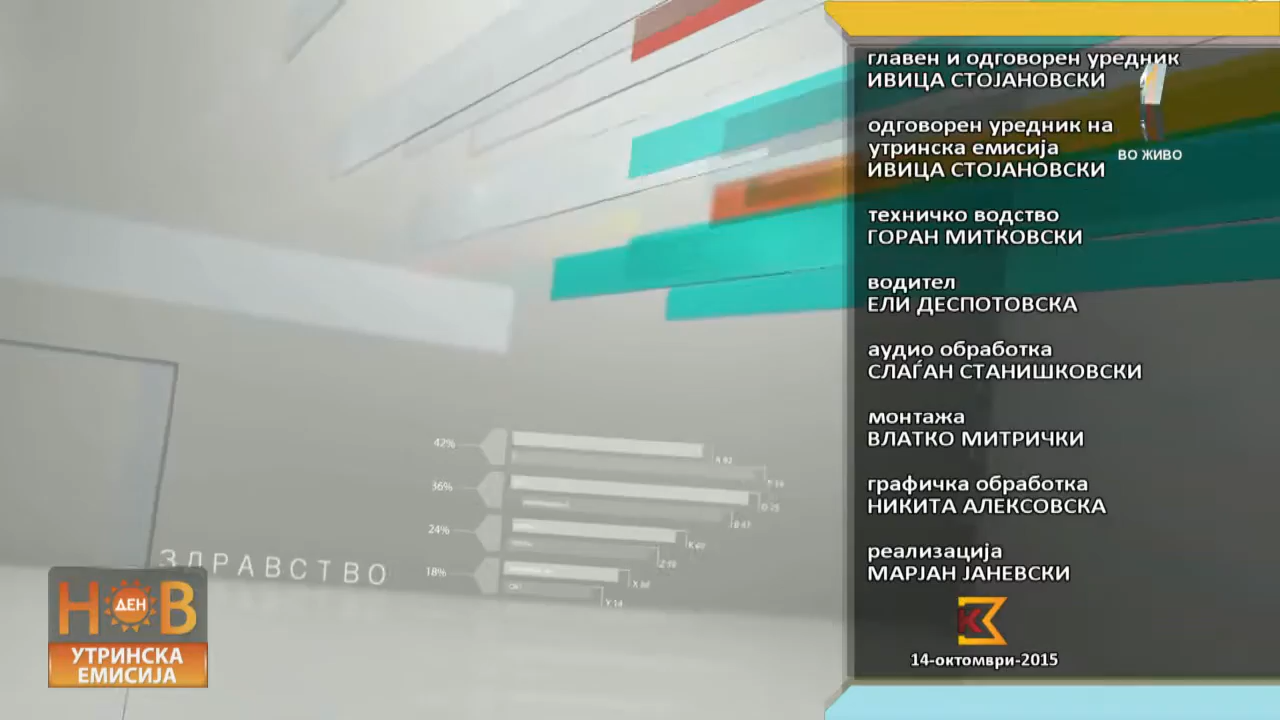 главен и одговорен уредник
ИВИЦА СТОЈАНОВСКИ
одговорен уредник на
утринска емисија
ИВИЦА СТОЈАНОВСКИ
ВО ЖИВО
техничко водство
ГОРАН МИТКОВСКИ
водител
ЕЛИ ДЕСПОТОВСКА
аудио обработка
СЛАЃАН СТАНИШКОВСКИ
монтажа
ВЛАТКО МИТРИЧКИ
графичка обработка
НИКИТА АЛЕКСОВСКА
реализација
МАРЈАН ЈАНЕВСКИ
14-октомври-2015
42%
36%
24%
18%
ЗДРАВСТВО
НОВ
ДЕН
УТРИНСКА
ЕМИСИЈА